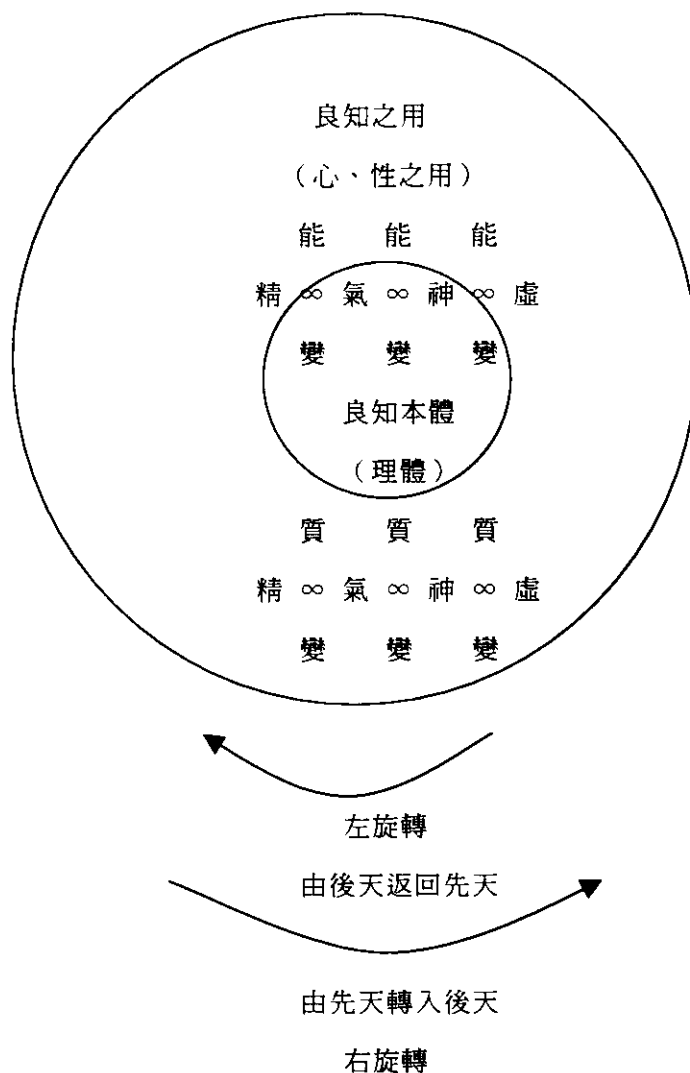 良知之用
（心、性之用）
能 能 能
精 ∞ 氣 ∞ 神 ∞ 虛
變 變 變
良知本體
（理體）
質 質 質
精 ∞ 氣 ∞ 神 ∞ 虛
變 變 變
左旋轉
由後天返回先天
由先天轉入後天
右旋轉